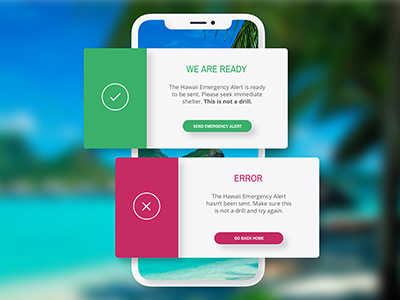 WE ARE READY
The Hawaii Emergency Alert is ready
to be sent. Please seek immediate
shelter. This is not a drill.
SEND EMERGENCY ALERT
ERROR
The Hawaii Emergency Alert
hasn't been sent. Make sure this
is not a drill and try again.
GO BACK HOME